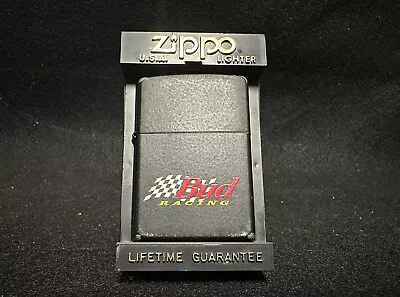 Zippo
U.S.A. LIGHTER
Bud
RACING
LIFETIME GUARANTEE